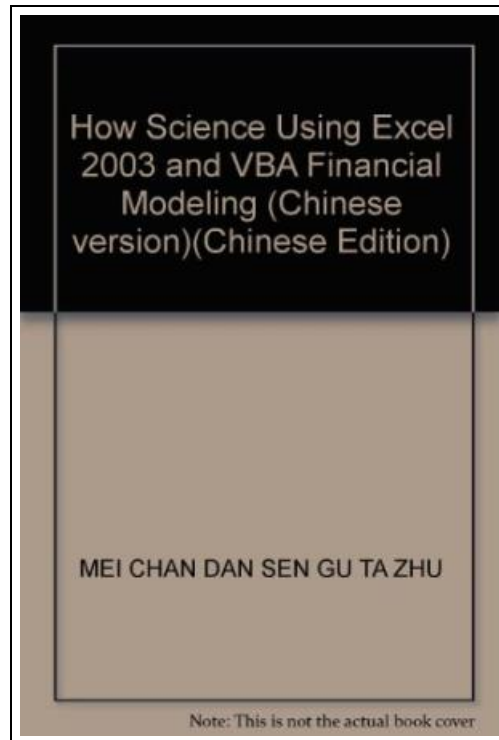 How Science Using Excel
2003 and VBA Financial
Modeling (Chinese
version)(Chinese Edition)
MEI CHAN DAN SEN GU TA ZHU
Note: This is not the actual book cover